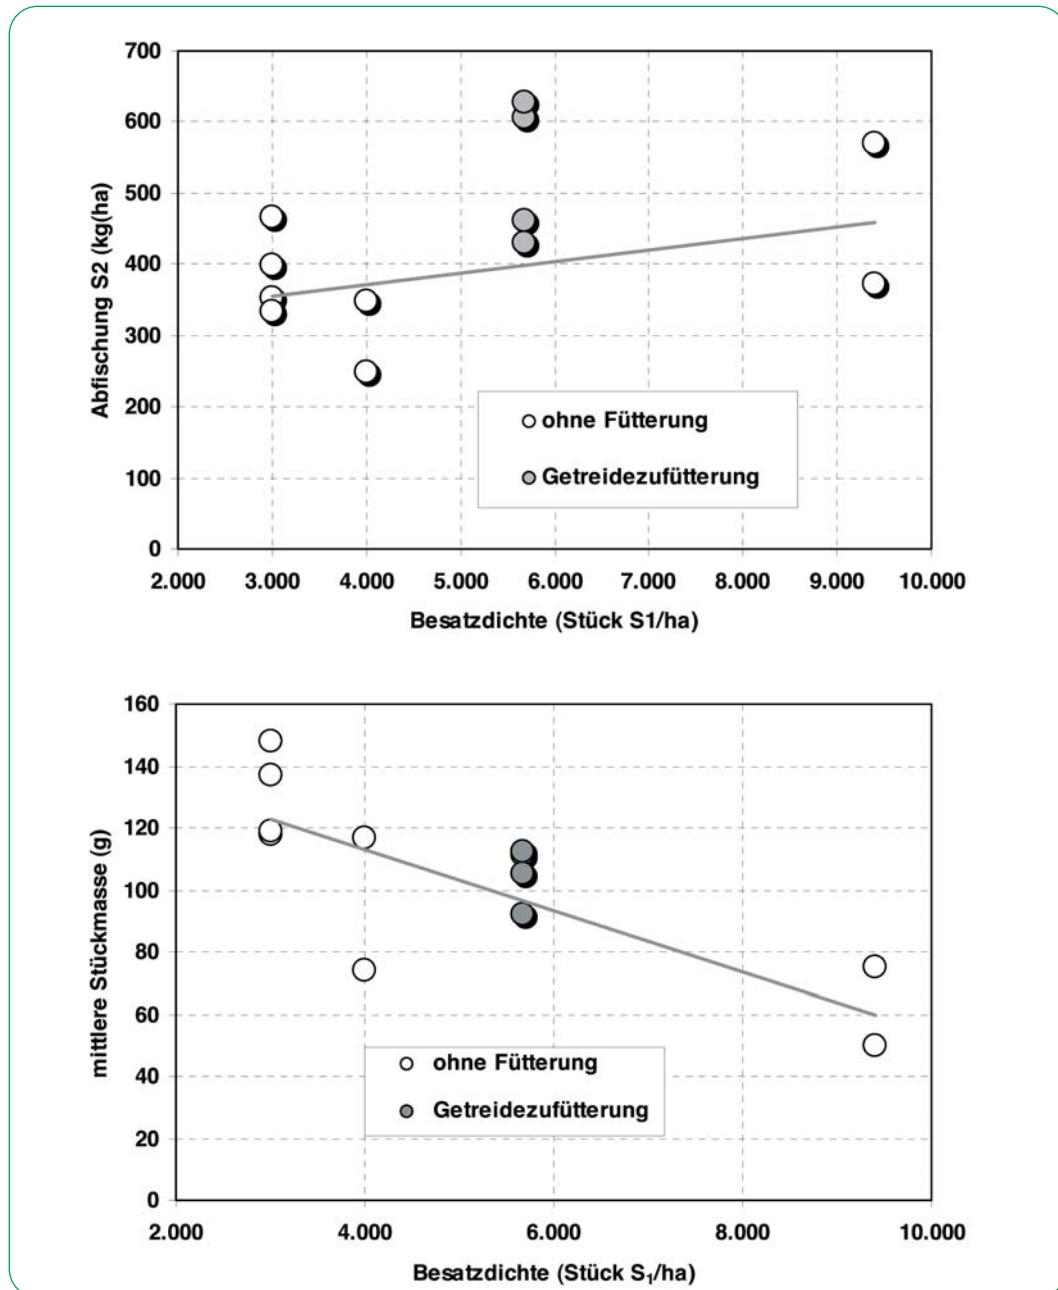 700
600
500
400
300
200
100
0
Abfischung S2 (kg(ha)
ohne Fütterung
Getreidezufütterung
2.000 3.000 4.000 5.000 6.000 7.000 8.000 9.000 10.000
Besatzdichte (Stück S1/ha)
160
140
120
100
80
60
40
20
0
mittlere Stückmasse (g)
ohne Fütterung
Getreidezufütterung
2.000 4.000 6.000 8.000 10.000
Besatzdichte (Stück S₁/ha)